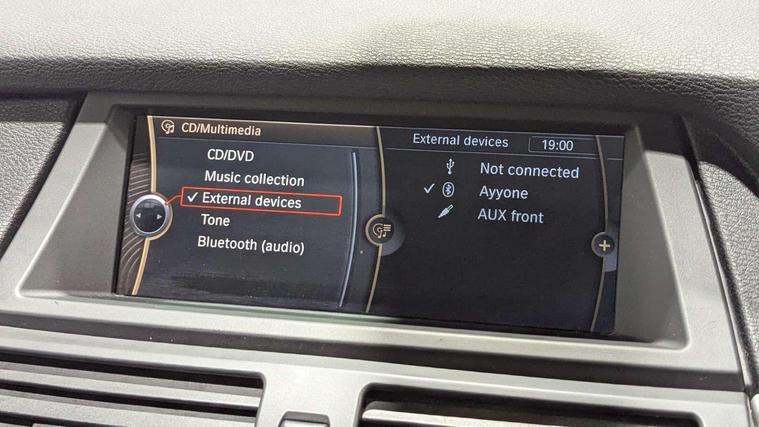 CD/Multimedia
CD/DVD
Music collection
External devices
Tone
Bluetooth (audio)
External devices 19:00
Not connected
Ayyone
AUX front